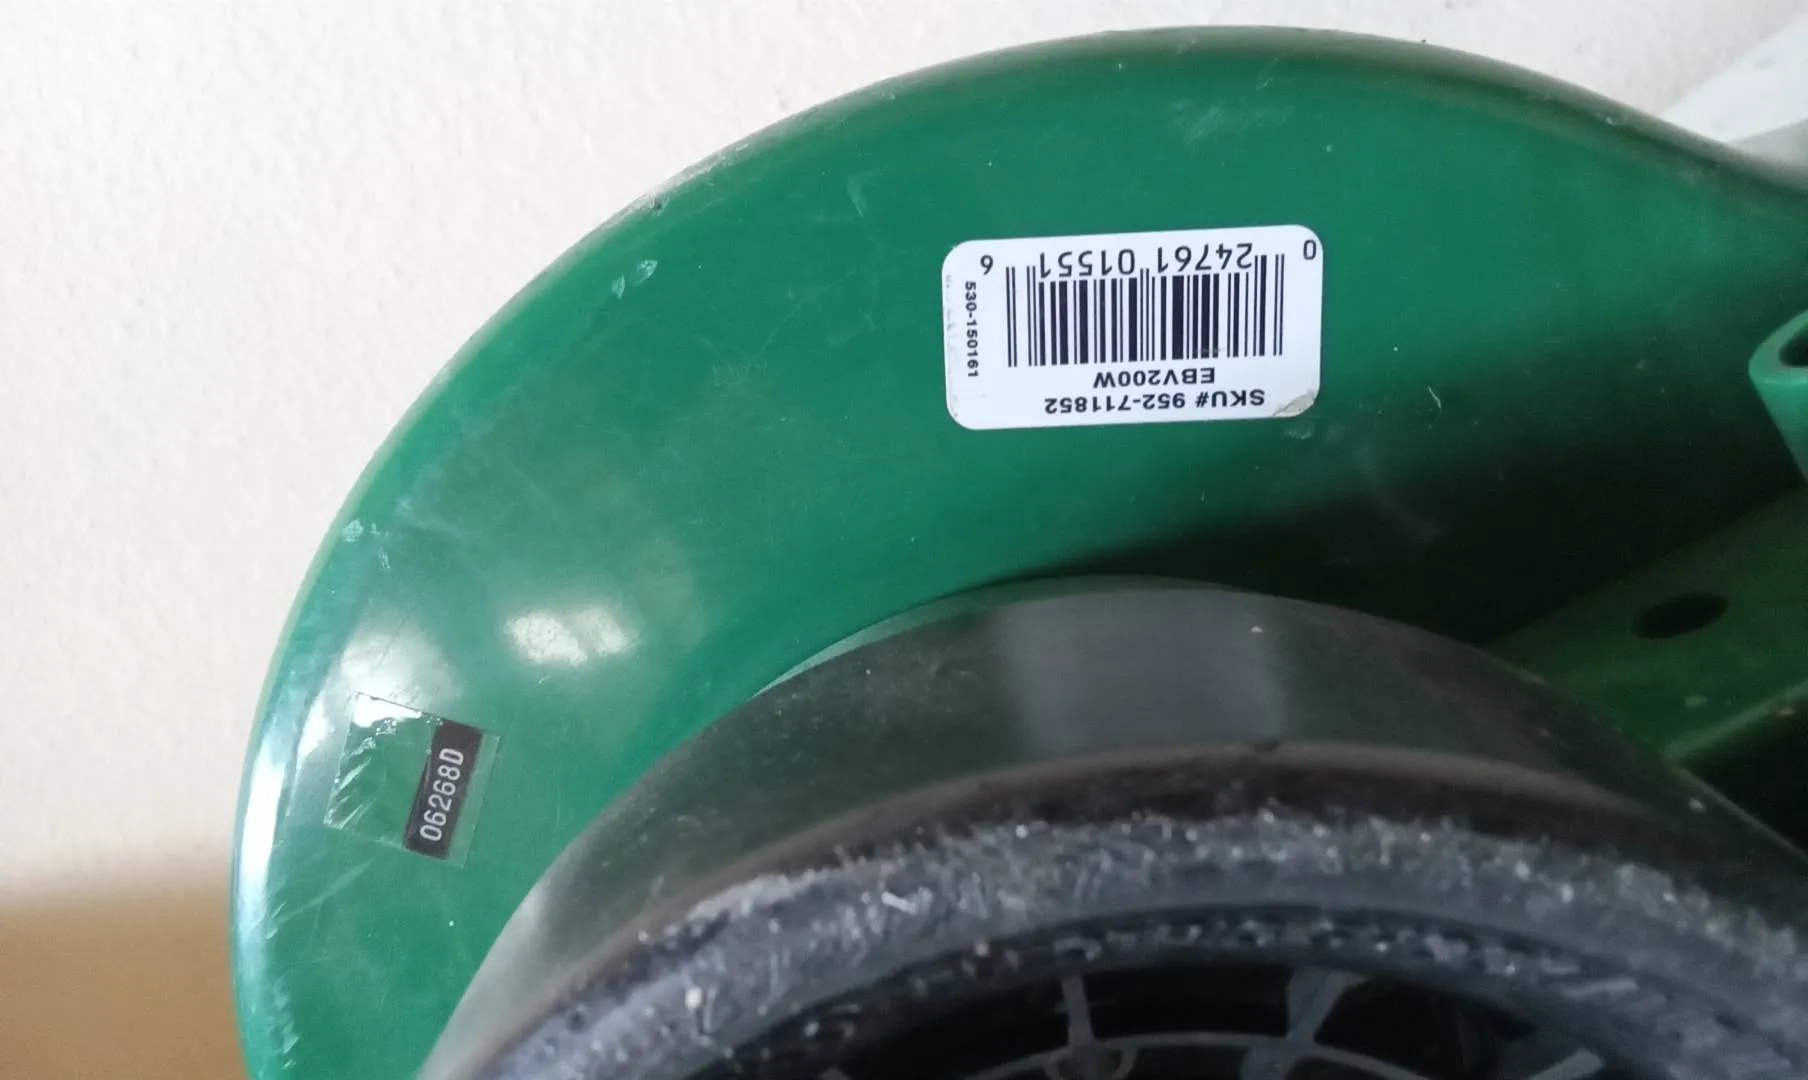 SKU# 952-711852
EBV200W
530-150161
0 24761 01551 6
06268D